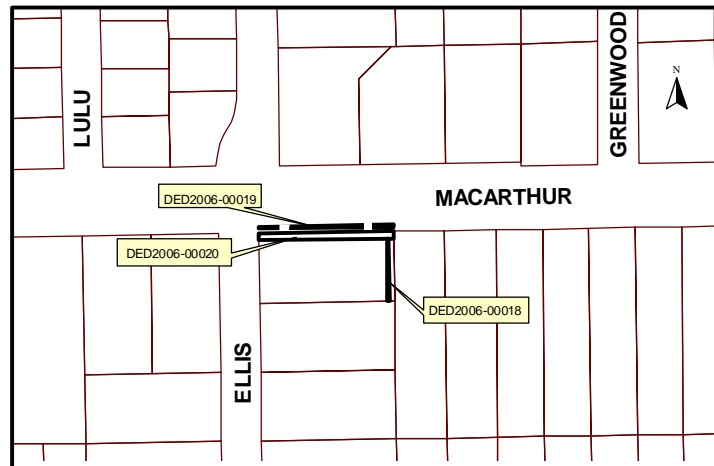 GREENWOOD
N
LULU
DED2006-00019
MACARTHUR
DED2006-00020
DED2006-00018
ELLIS